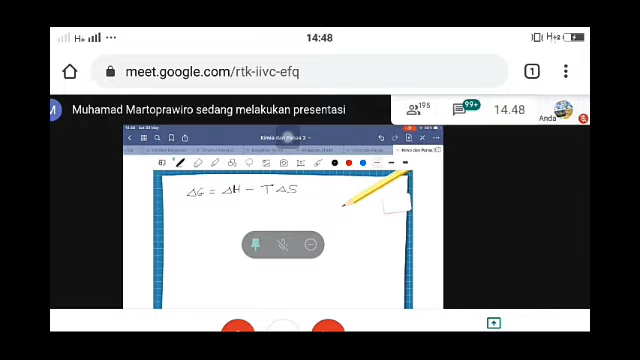 H+ ... 14:48 H+2
meet.google.com/rtk-iivc-efq 1
M Muhamad Martoprawiro sedang melakukan presentasi 195 99+ 14.48 Anda
Kimia dan Panas 2
ΔG = ΔH - TΔS